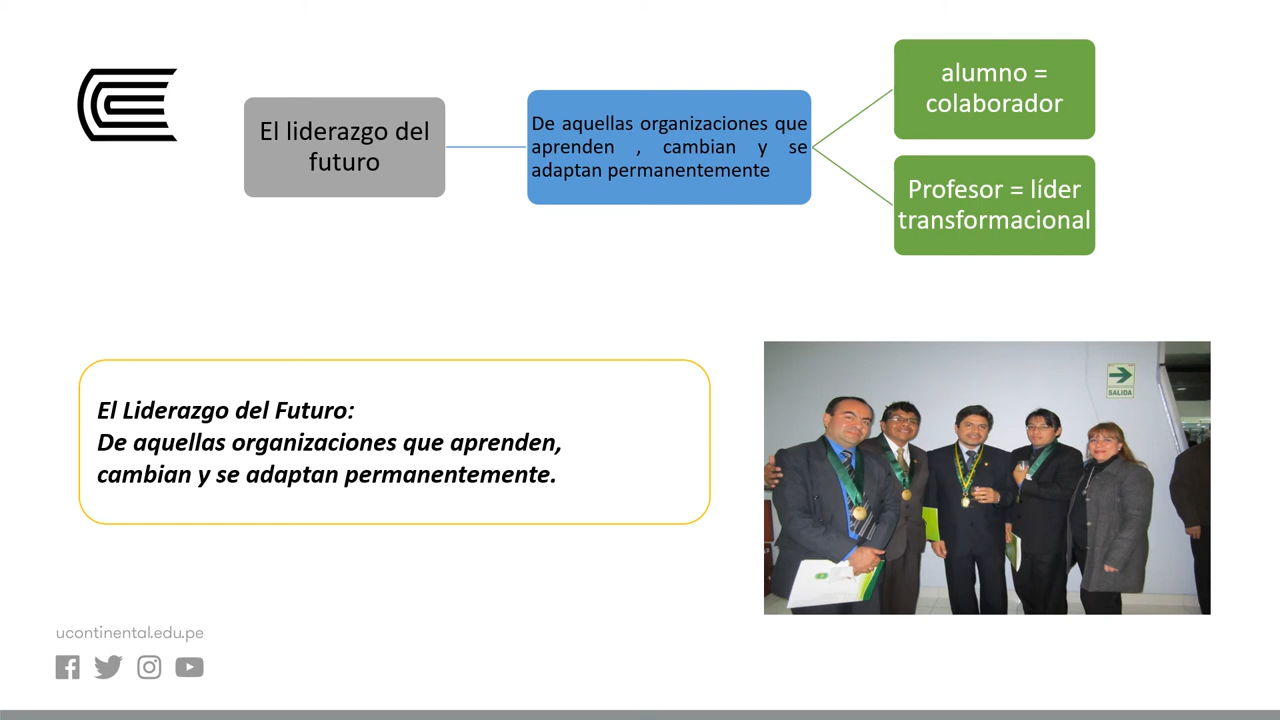 El liderazgo del
futuro
De aquellas organizaciones que
aprenden , cambian y se
adaptan permanentemente
alumno =
colaborador
Profesor = líder
transformacional
El Liderazgo del Futuro:
De aquellas organizaciones que aprenden,
cambian y se adaptan permanentemente.
SALIDA
ucontinental.edu.pe